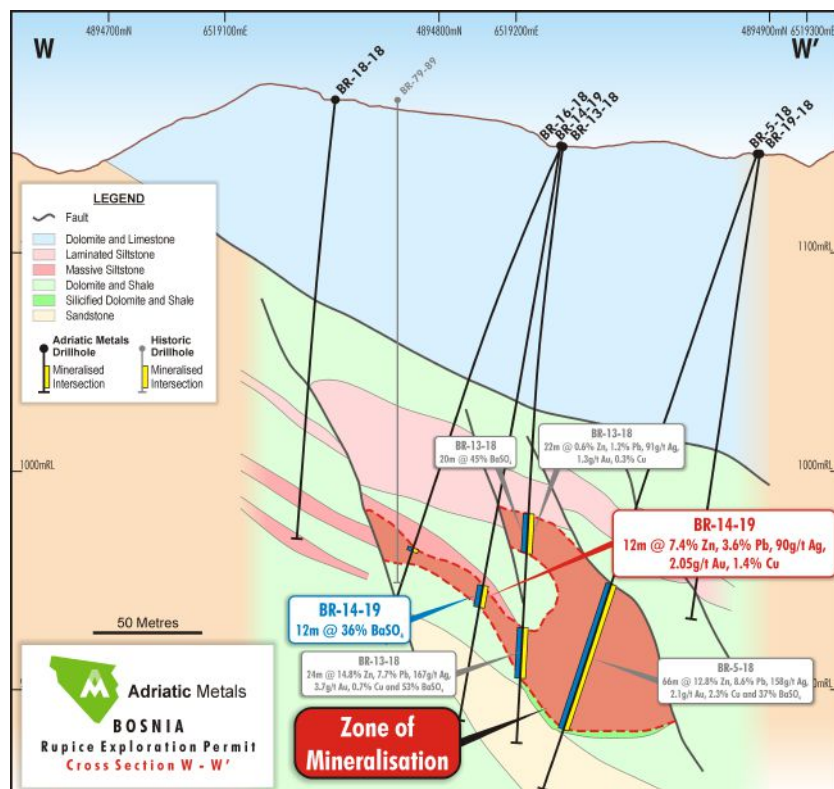 4894700mN
6519100mE
4894800mN
6519200mE
4894900mN
6519300mE
W
W'
BR-18-18
BR-79-89
BR-16-18
BR-14-19
BR-13-18
BR-5-18
BR-19-18
LEGEND
Fault
Dolomite and Limestone
Laminated Siltstone
Massive Siltstone
Dolomite and Shale
Silicified Dolomite and Shale
Sandstone
Adriatic Metals
Drillhole
Historic
Drillhole
Mineralised
Intersection
Mineralised
Intersection
1100mRL
1000mRL
1000mRL
BR-13-18
20m @ 45% BaSO₄
BR-13-18
22m @ 0.6% Zn, 1.2% Pb, 91g/t Ag,
1.3g/t Au, 0.3% Cu
BR-14-19
12m @ 7.4% Zn, 3.6% Pb, 90g/t Ag,
2.05g/t Au, 1.4% Cu
BR-14-19
12m @ 36% BaSO₄
BR-13-18
24m @ 14.8% Zn, 7.7% Pb, 167g/t Ag,
3.7g/t Au, 0.7% Cu and 53% BaSO₄
BR-5-18
66m @ 12.8% Zn, 8.6% Pb, 158g/t Ag,
2.1g/t Au, 2.3% Cu and 37% BaSO₄
50 Metres
Adriatic Metals
BOSNIA
Rupice Exploration Permit
Cross Section W - W'
Zone of
Mineralisation